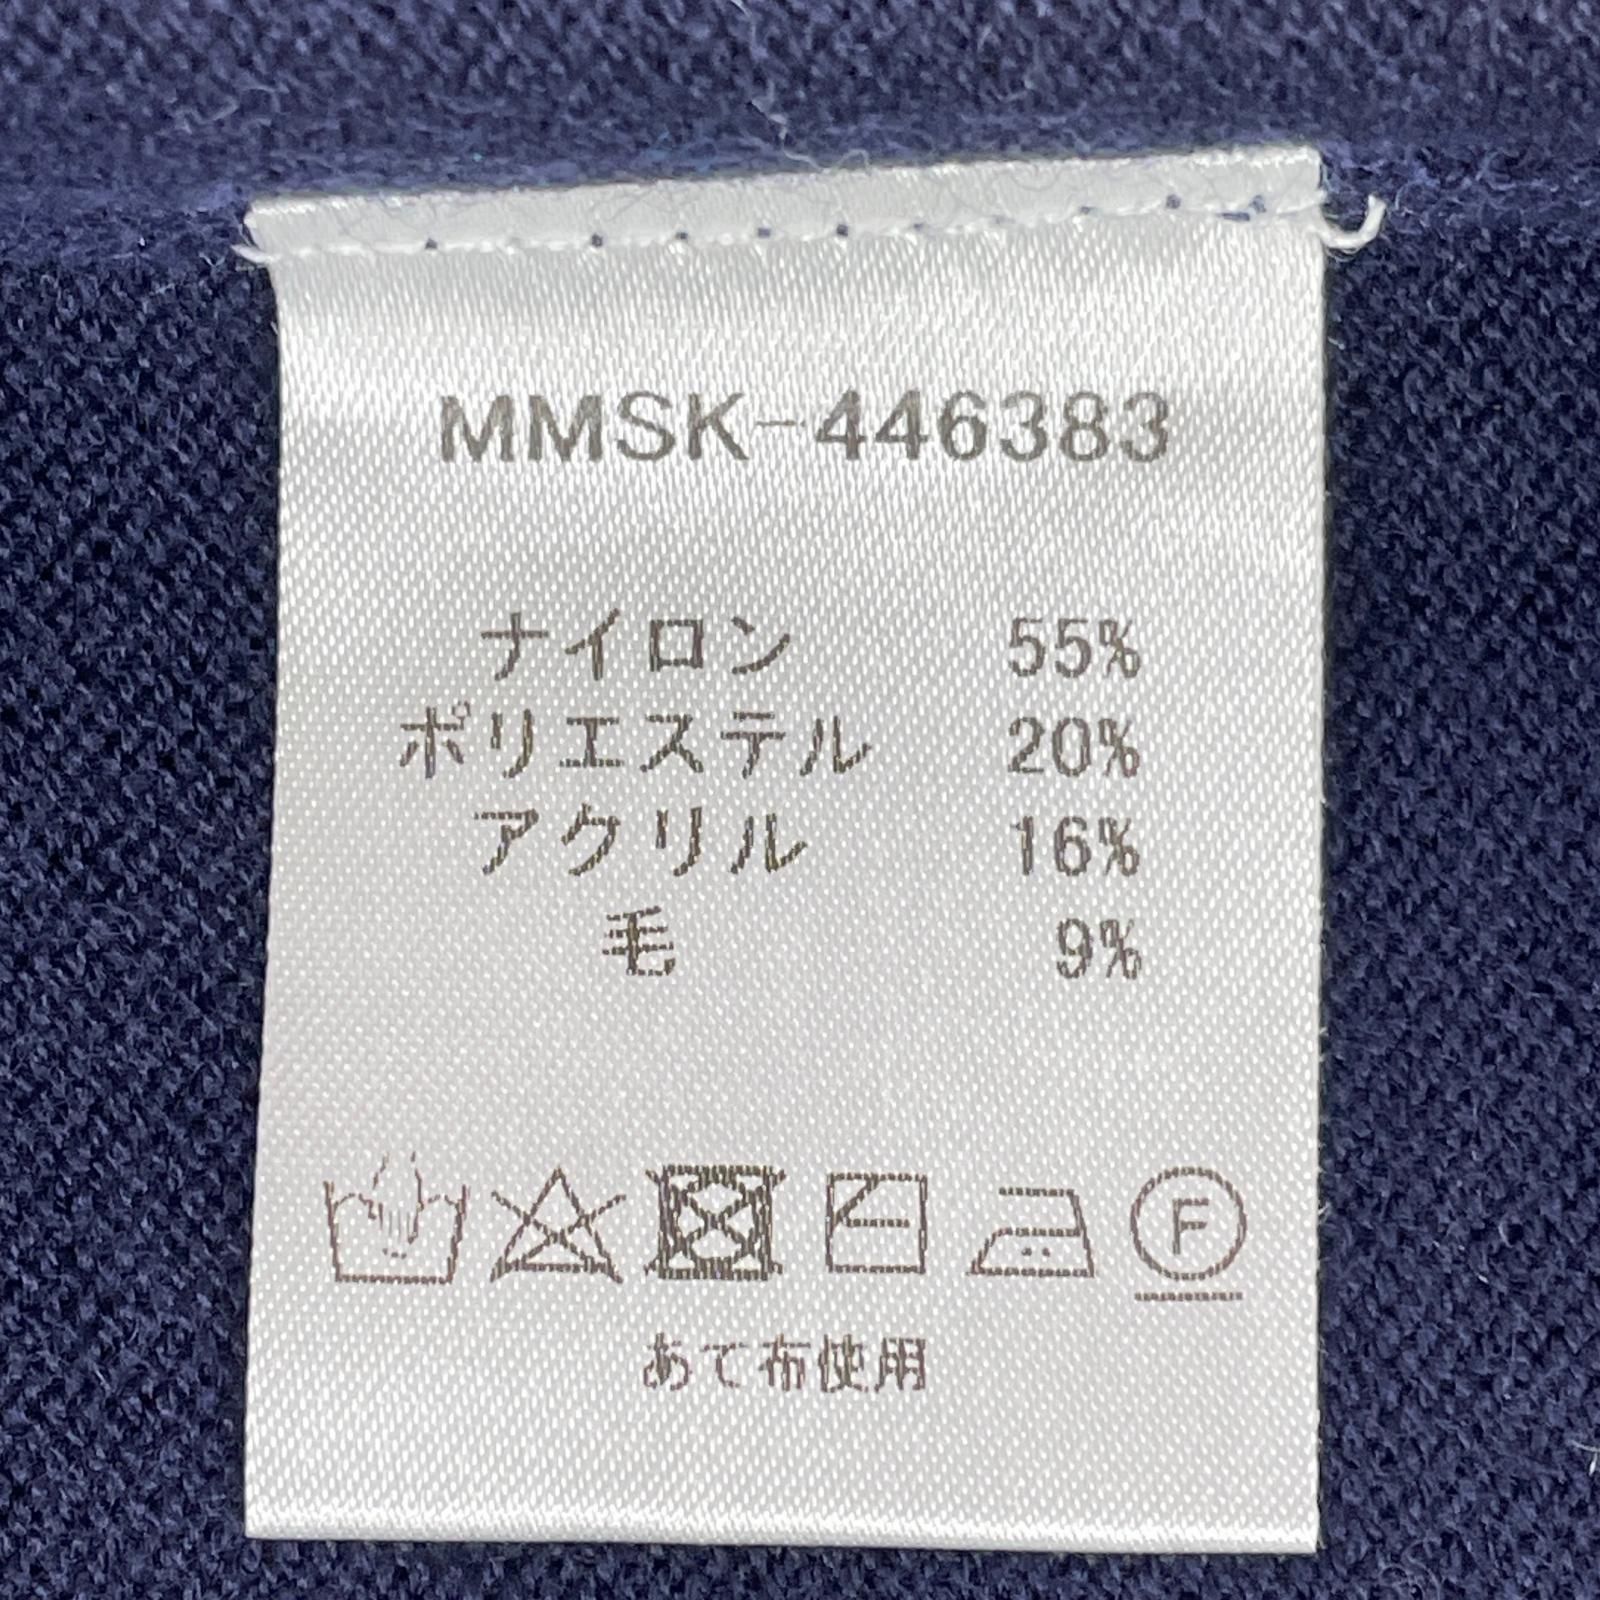 MMSK-446383
ナイロン 55%
ポリエステル 20%
アクリル 16%
毛 9%
F
あて布使用